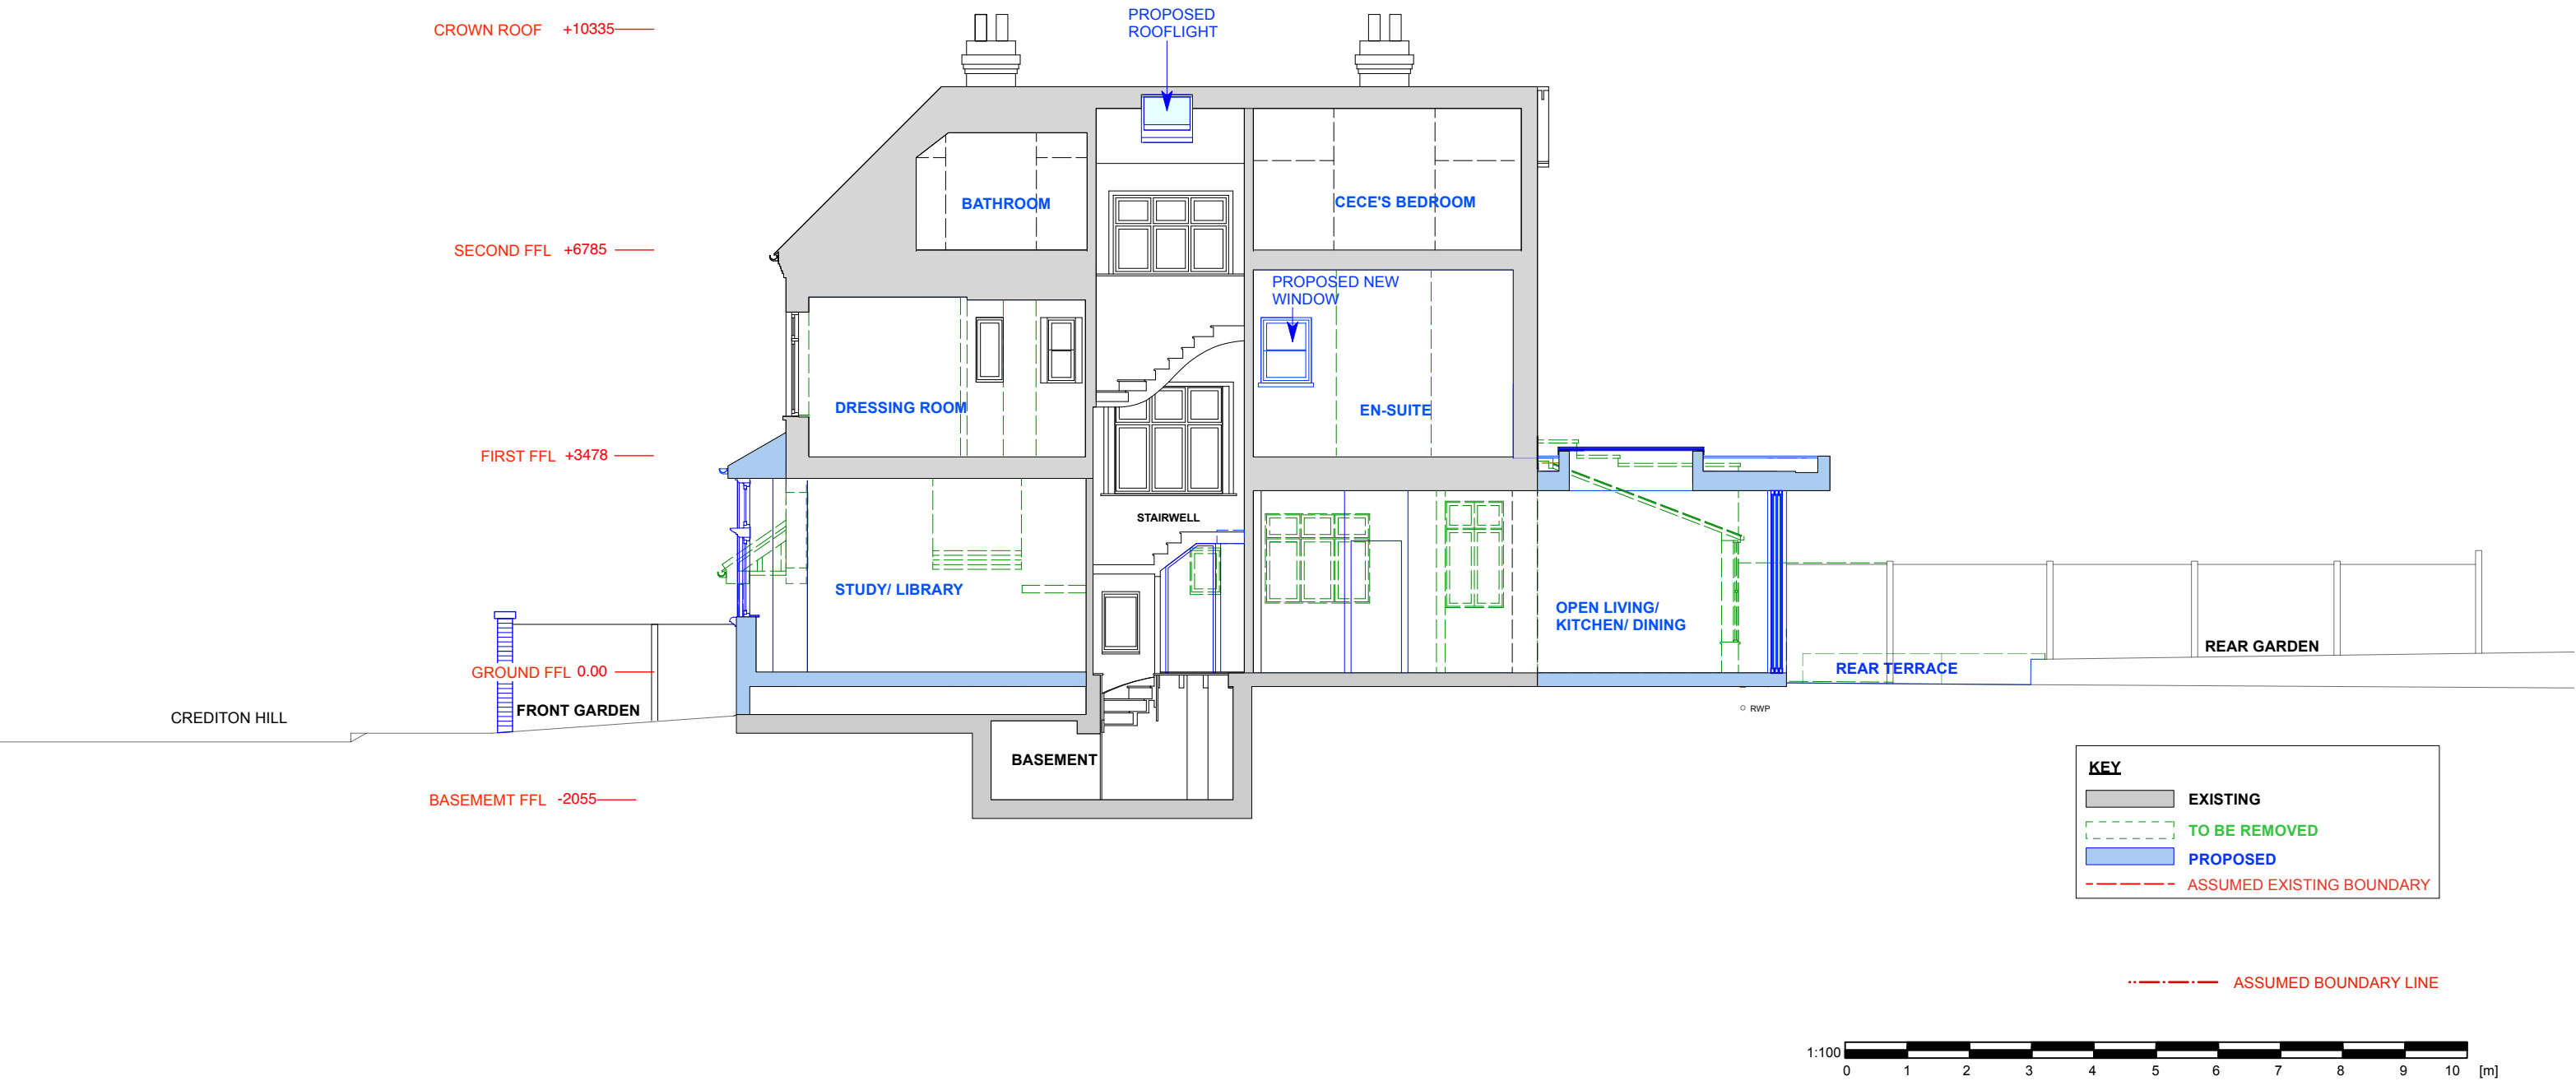 CROWN ROOF +10335
PROPOSED
ROOFLIGHT
BATHROOM
CECE'S BEDROOM
SECOND FFL +6785
PROPOSED NEW
WINDOW
DRESSING ROOM
EN-SUITE
FIRST FFL +3478
STAIRWELL
STUDY/ LIBRARY
OPEN LIVING/
KITCHEN/ DINING
REAR GARDEN
GROUND FFL 0.00
REAR TERRACE
CREDITON HILL
FRONT GARDEN
RWP
BASEMENT
BASEMEMT FFL -2055
KEY
EXISTING
TO BE REMOVED
PROPOSED
ASSUMED EXISTING BOUNDARY
ASSUMED BOUNDARY LINE
1:100
0 1 2 3 4 5 6 7 8 9 10 [m]